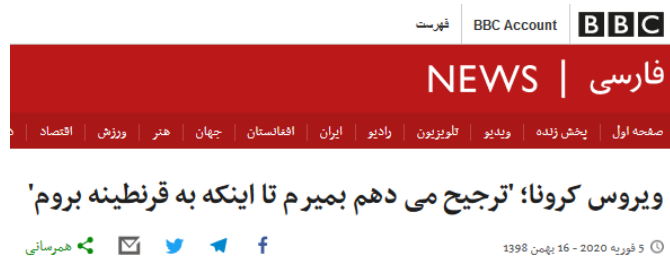 BBC BBC Account فهرست
NEWS | فارسی
صفحه اول پخش زنده ویدیو تلویزیون رادیو ایران افغانستان جهان هنر ورزش اقتصاد
ویروس کرونا؛ 'ترجیح می دهم بمیرم تا اینکه به قرنطینه بروم'
5 فوریه 2020 - 16 بهمن 1398
همرسانی